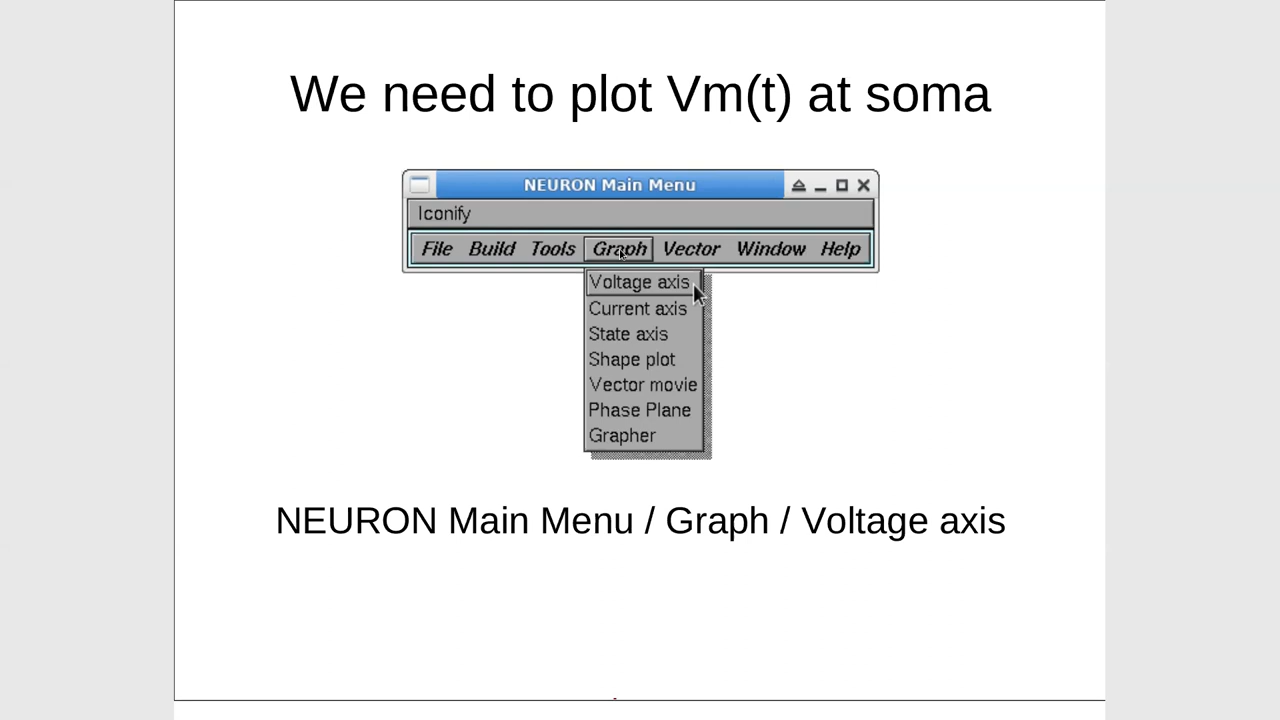 We need to plot Vm(t) at soma
NEURON Main Menu
Iconify
File Build Tools Graph Vector Window Help
Voltage axis
Current axis
State axis
Shape plot
Vector movie
Phase Plane
Grapher
NEURON Main Menu / Graph / Voltage axis